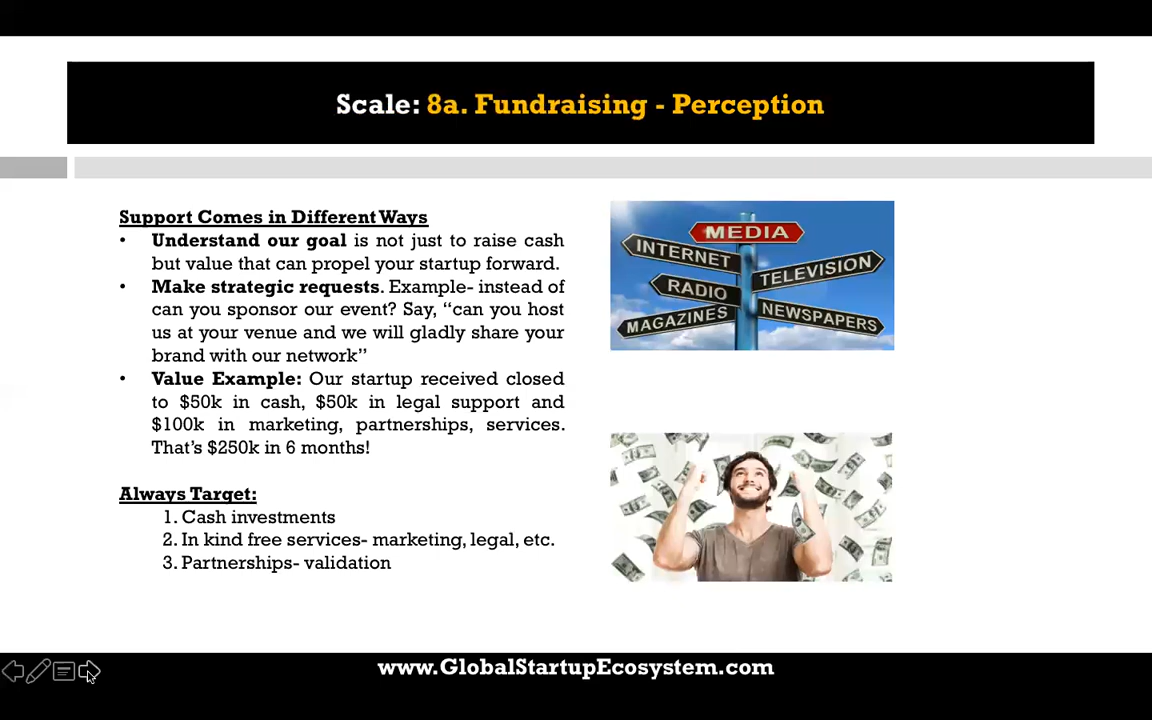 Scale: 8a. Fundraising - Perception
Support Comes in Different Ways
• Understand our goal is not just to raise cash
but value that can propel your startup forward.
• Make strategic requests. Example- instead of
can you sponsor our event? Say, “can you host
us at your venue and we will gladly share your
brand with our network”
• Value Example: Our startup received closed
to $50k in cash, $50k in legal support and
$100k in marketing, partnerships, services.
That’s $250k in 6 months!
Always Target:
1. Cash investments
2. In kind free services- marketing, legal, etc.
3. Partnerships- validation
MEDIA
INTERNET
TELEVISION
RADIO
MAGAZINES
NEWSPAPERS
www.GlobalStartupEcosystem.com